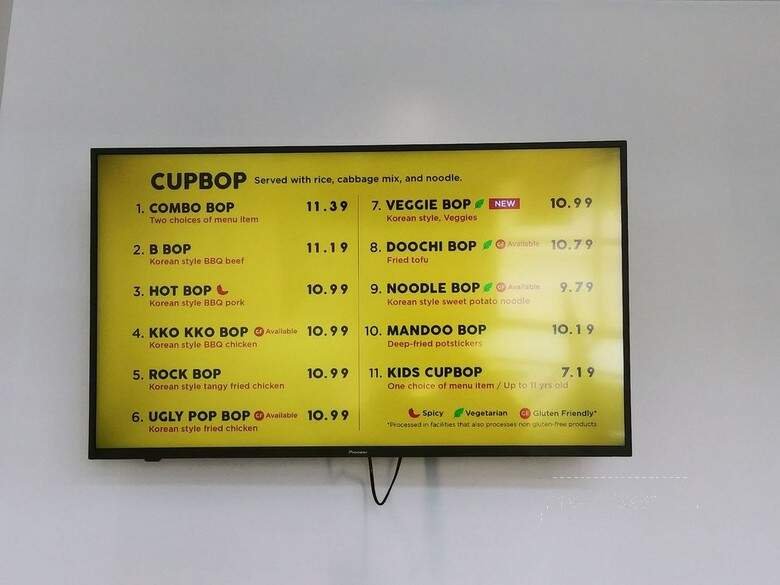 CUPBOP Served with rice, cabbage mix, and noodle.
1. COMBO BOP 11.39
Two choices of menu item
2. B BOP 11.19
Korean style BBQ beef
3. HOT BOP 10.99
Korean style BBQ pork
4. KKO KKO BOP GF Available 10.99
Korean style BBQ chicken
5. ROCK BOP 10.99
Korean style tangy fried chicken
6. UGLY POP BOP GF Available 10.99
Korean style fried chicken
7. VEGGIE BOP NEW 10.99
Korean style, Veggies
8. DOOCHI BOP GF Available 10.79
Fried tofu
9. NOODLE BOP GF Available 9.79
Korean style sweet potato noodle
10. MANDOO BOP 10.19
Deep-fried potstickers
11. KIDS CUPBOP 7.19
One choice of menu item / Up to 11 yrs old
Spicy Vegetarian GF Gluten Friendly*
*Processed in facilities that also processes non gluten-free products.
Pioneer